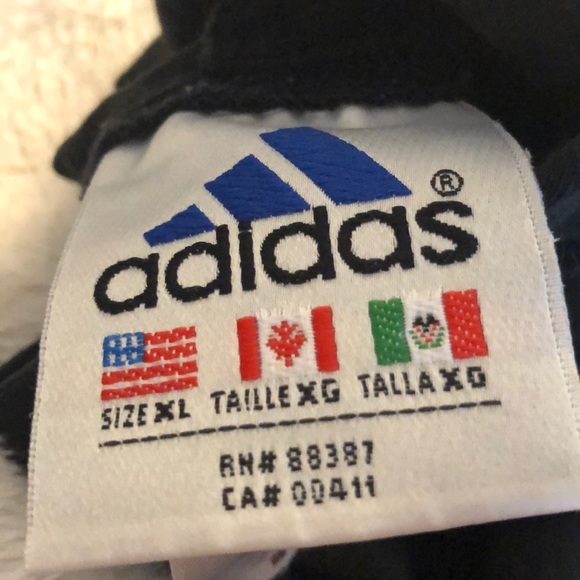 adidas®
SIZE XL TAILLE XG TALLA XG
RN# 88387
CA# 00411